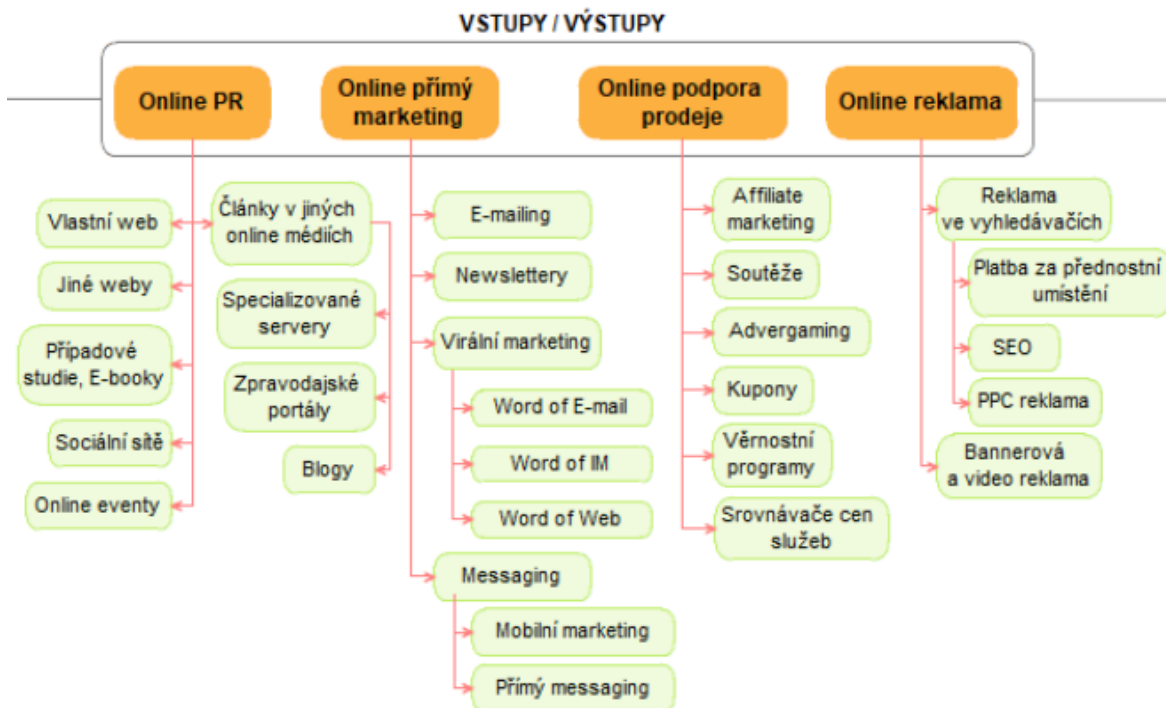 VSTUPY / VÝSTUPY
Online PR
Online přímý
marketing
Online podpora
prodeje
Online reklama
Vlastní web
Jiné weby
Případové
studie, E-booky
Sociální sítě
Online eventy
Články v jiných
online médiích
Specializované
servery
Zpravodajské
portály
Blogy
E-mailing
Newslettery
Virální marketing
Word of E-mail
Word of IM
Word of Web
Messaging
Mobilní marketing
Přímý messaging
Affiliate
marketing
Soutěže
Advergaming
Kupony
Věrnostní
programy
Srovnávače cen
služeb
Reklama
ve vyhledávačích
Platba za přednostní
umístění
SEO
PPC reklama
Bannerová
a video reklama